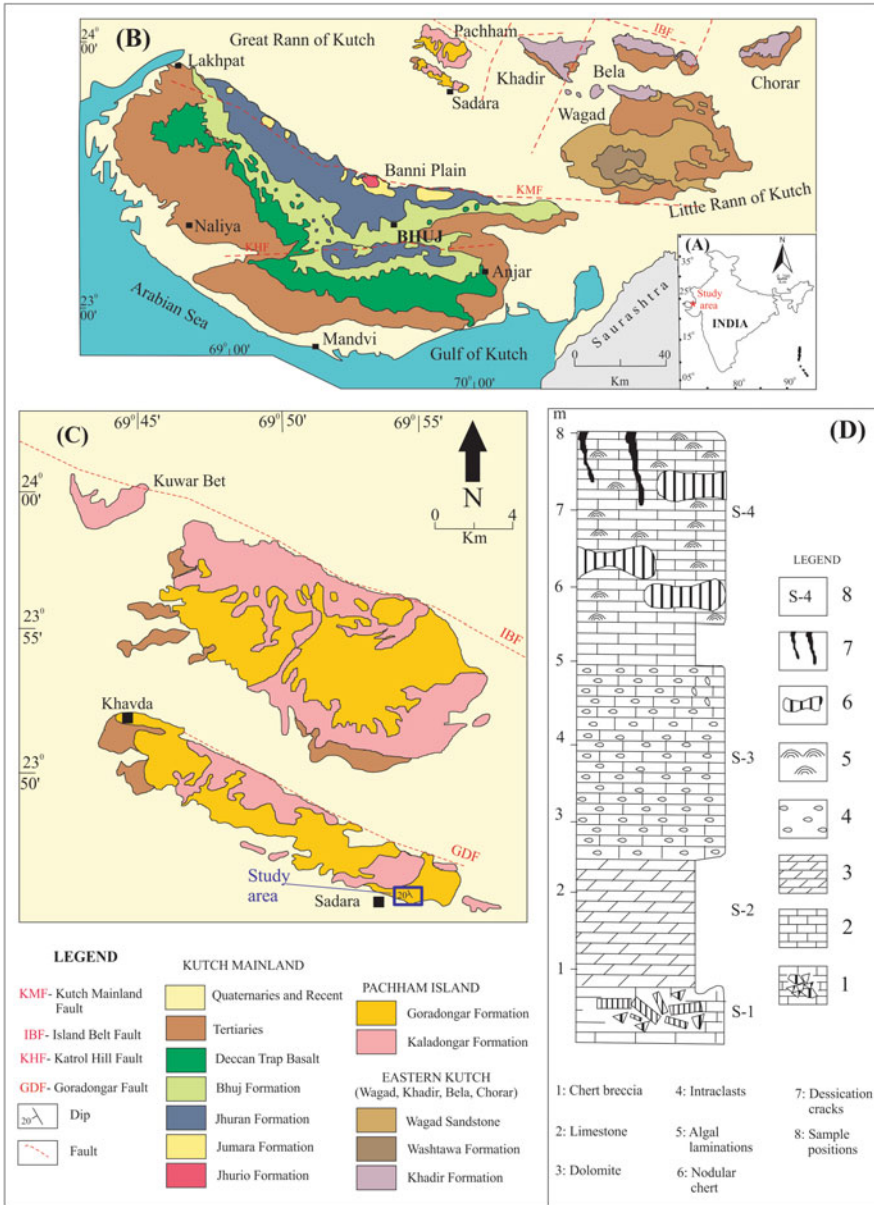 (B)
24°
00'
Great Rann of Kutch
Pachham
IBF
Lakhpat
Khadir
Bela
Chorar
Sadara
Wagad
Banni Plain
KMF
Little Rann of Kutch
Naliya
BHUJ
KHF
Anjar
23°
00'
Arabian Sea
Mandvi
69° 00'
Gulf of Kutch
70° 00'
Saurashtra
0 40
Km
(A)
N
35°
25°
Study
area
INDIA
15°
05°
80° 90°
(C)
69° 45'
69° 50'
69° 55'
24°
00'
Kuwar Bet
N
0 4
Km
23°
55'
IBF
Khavda
23°
50'
GDF
Study
area
Sadara
20
(D)
m
8
7
6
5
4
3
2
1
S-4
S-3
S-2
S-1
LEGEND
S-4 8
7
6
5
4
3
2
1
1: Chert breccia
2: Limestone
3: Dolomite
4: Intraclasts
5: Algal
laminations
6: Nodular
chert
7: Dessication
cracks
8: Sample
positions
LEGEND
KMF- Kutch Mainland
Fault
IBF- Island Belt Fault
KHF- Katrol Hill Fault
GDF- Goradongar Fault
20 Dip
Fault
KUTCH MAINLAND
Quaternaries and Recent
Tertiaries
Deccan Trap Basalt
Bhuj Formation
Jhuran Formation
Jumara Formation
Jhurio Formation
PACHHAM ISLAND
Goradongar Formation
Kaladongar Formation
EASTERN KUTCH
(Wagad, Khadir, Bela, Chorar)
Wagad Sandstone
Washtawa Formation
Khadir Formation